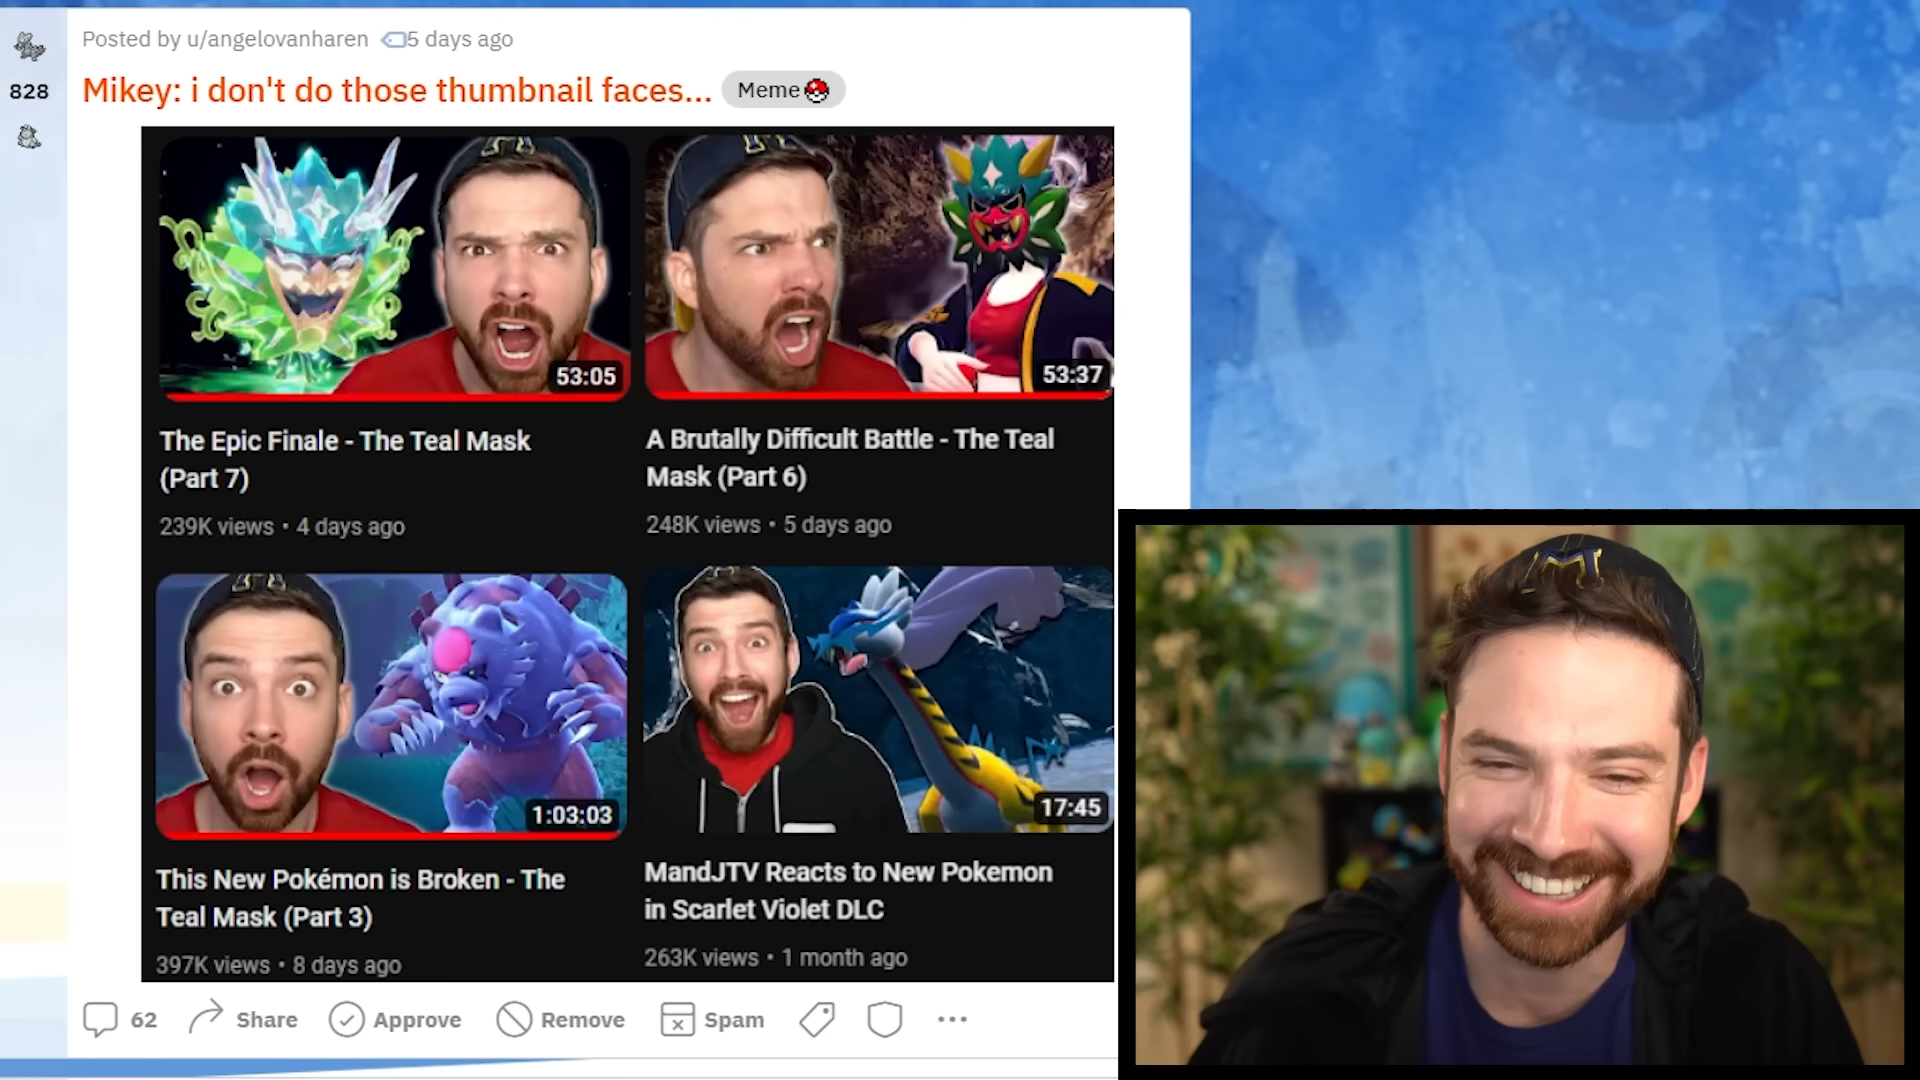 Posted by u/angelovanharen 5 days ago
828
Mikey: i don't do those thumbnail faces... Meme
53:05
53:37
The Epic Finale - The Teal Mask
(Part 7)
239K views • 4 days ago
A Brutally Difficult Battle - The Teal
Mask (Part 6)
248K views • 5 days ago
1:03:03
17:45
This New Pokémon is Broken - The
Teal Mask (Part 3)
397K views • 8 days ago
MandJTV Reacts to New Pokemon
in Scarlet Violet DLC
263K views • 1 month ago
62 Share Approve Remove Spam
M